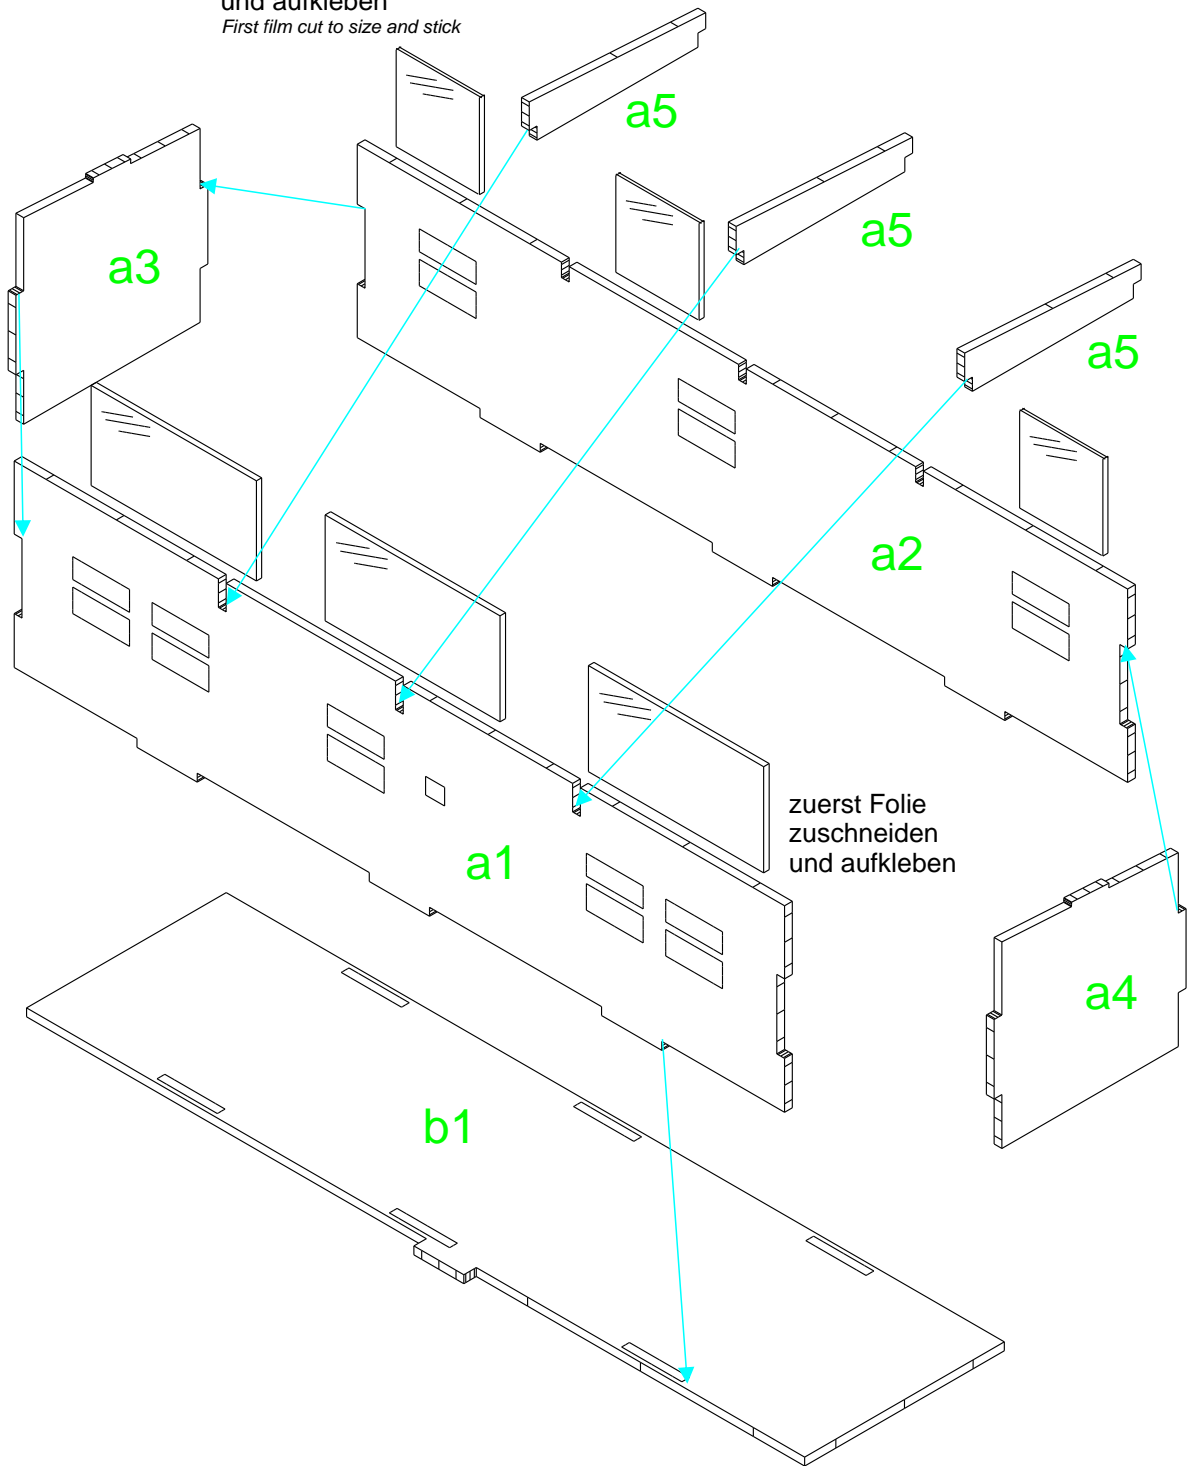 und aufkleben
First film cut to size and stick
a5
a5
a3
a5
a2
zuerst Folie
zuschneiden
und aufkleben
a1
a4
b1